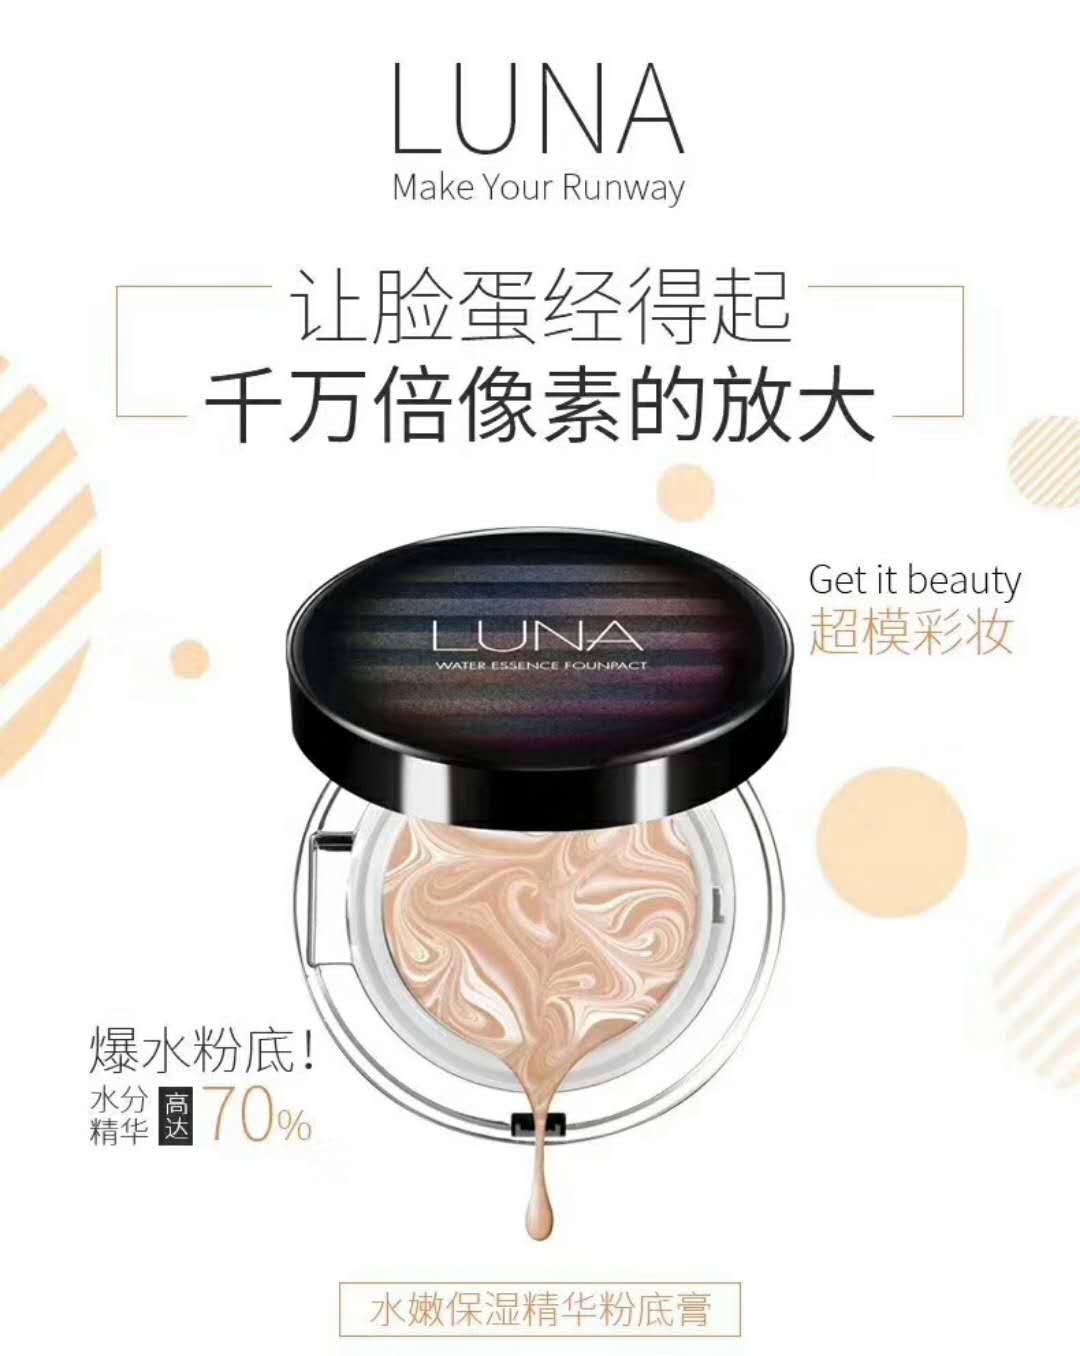 LUNA
Make Your Runway
让脸蛋经得起
千万倍像素的放大
Get it beauty
超模彩妆
LUNA
WATER ESSENCE FOUNPACT
爆水粉底!
水分精华 高达 70%
水嫩保湿精华粉底膏